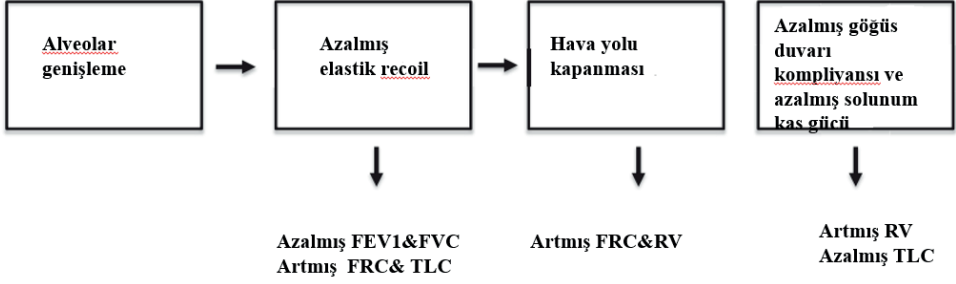 Alveolar
genişleme
Azalmış
elastik recoil
Hava yolu
kapanması
Azalmış göğüs
duvarı
kompliyansı ve
azalmış solunum
kas gücü
Azalmış FEV1&FVC
Artmış FRC& TLC
Artmış FRC&RV
Artmış RV
Azalmış TLC